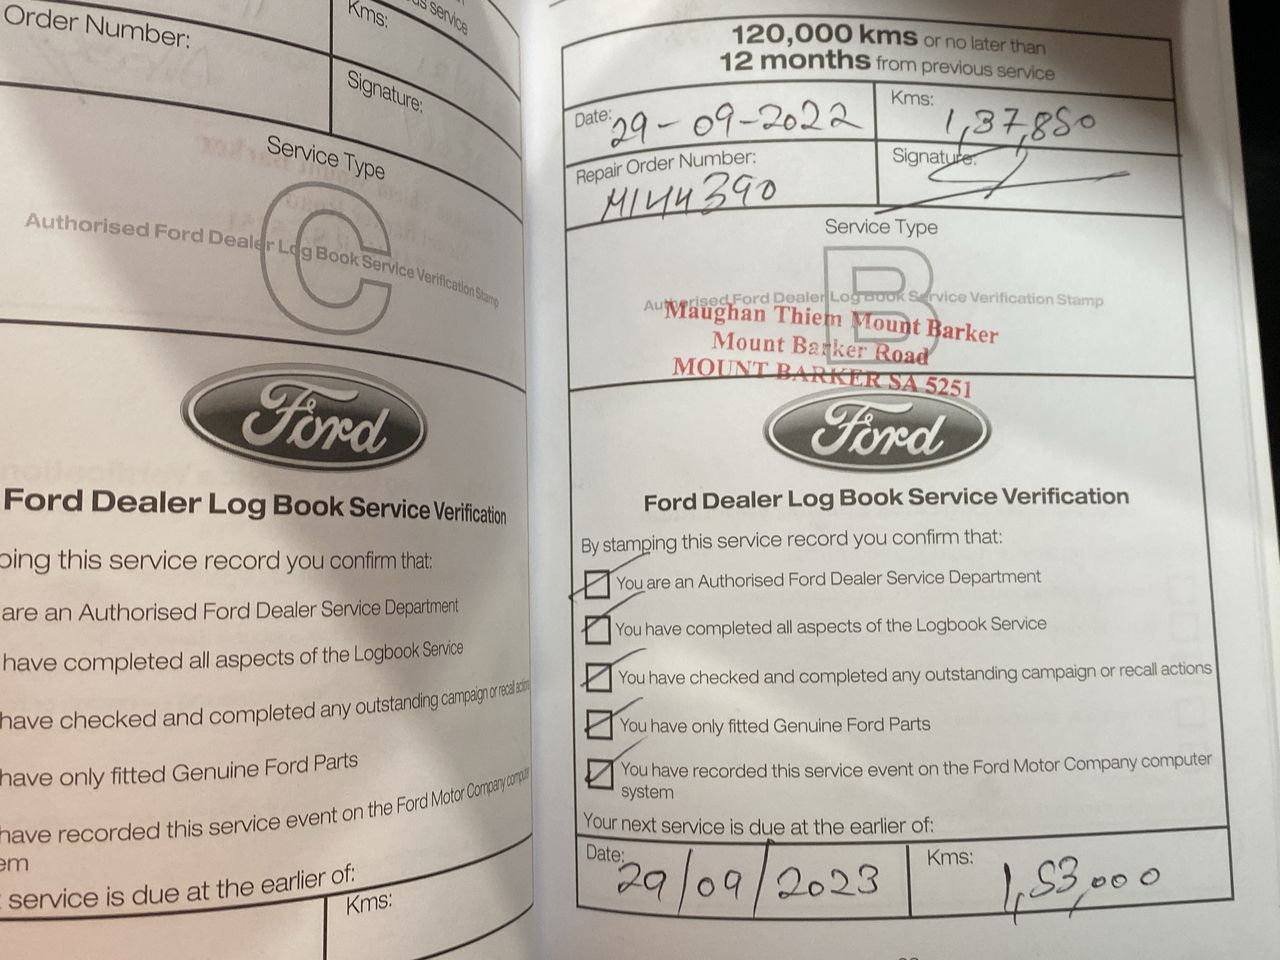 us service
Order Number:
Kms:
Signature:
Service Type
C
Authorised Ford Dealer Log Book Service Verification Stamp
Ford
Ford Dealer Log Book Service Verification
ping this service record you confirm that:
are an Authorised Ford Dealer Service Department
have completed all aspects of the Logbook Service
have checked and completed any outstanding campaign or recall actions
have only fitted Genuine Ford Parts
have recorded this service event on the Ford Motor Company computer
em
service is due at the earlier of:
Kms:
120,000 kms or no later than
12 months from previous service
Date: 29-09-2022
Kms: 1,37,850
Repair Order Number: M144390
Signature:
Service Type
B
Authorised Ford Dealer Log Book Service Verification Stamp
Maughan Thiem Mount Barker
Mount Barker Road
MOUNT BARKER SA 5251
Ford
Ford Dealer Log Book Service Verification
By stamping this service record you confirm that:
You are an Authorised Ford Dealer Service Department
You have completed all aspects of the Logbook Service
You have checked and completed any outstanding campaign or recall actions
You have only fitted Genuine Ford Parts
You have recorded this service event on the Ford Motor Company computer
system
Your next service is due at the earlier of:
Date: 29/09/2023
Kms: 1,53,000